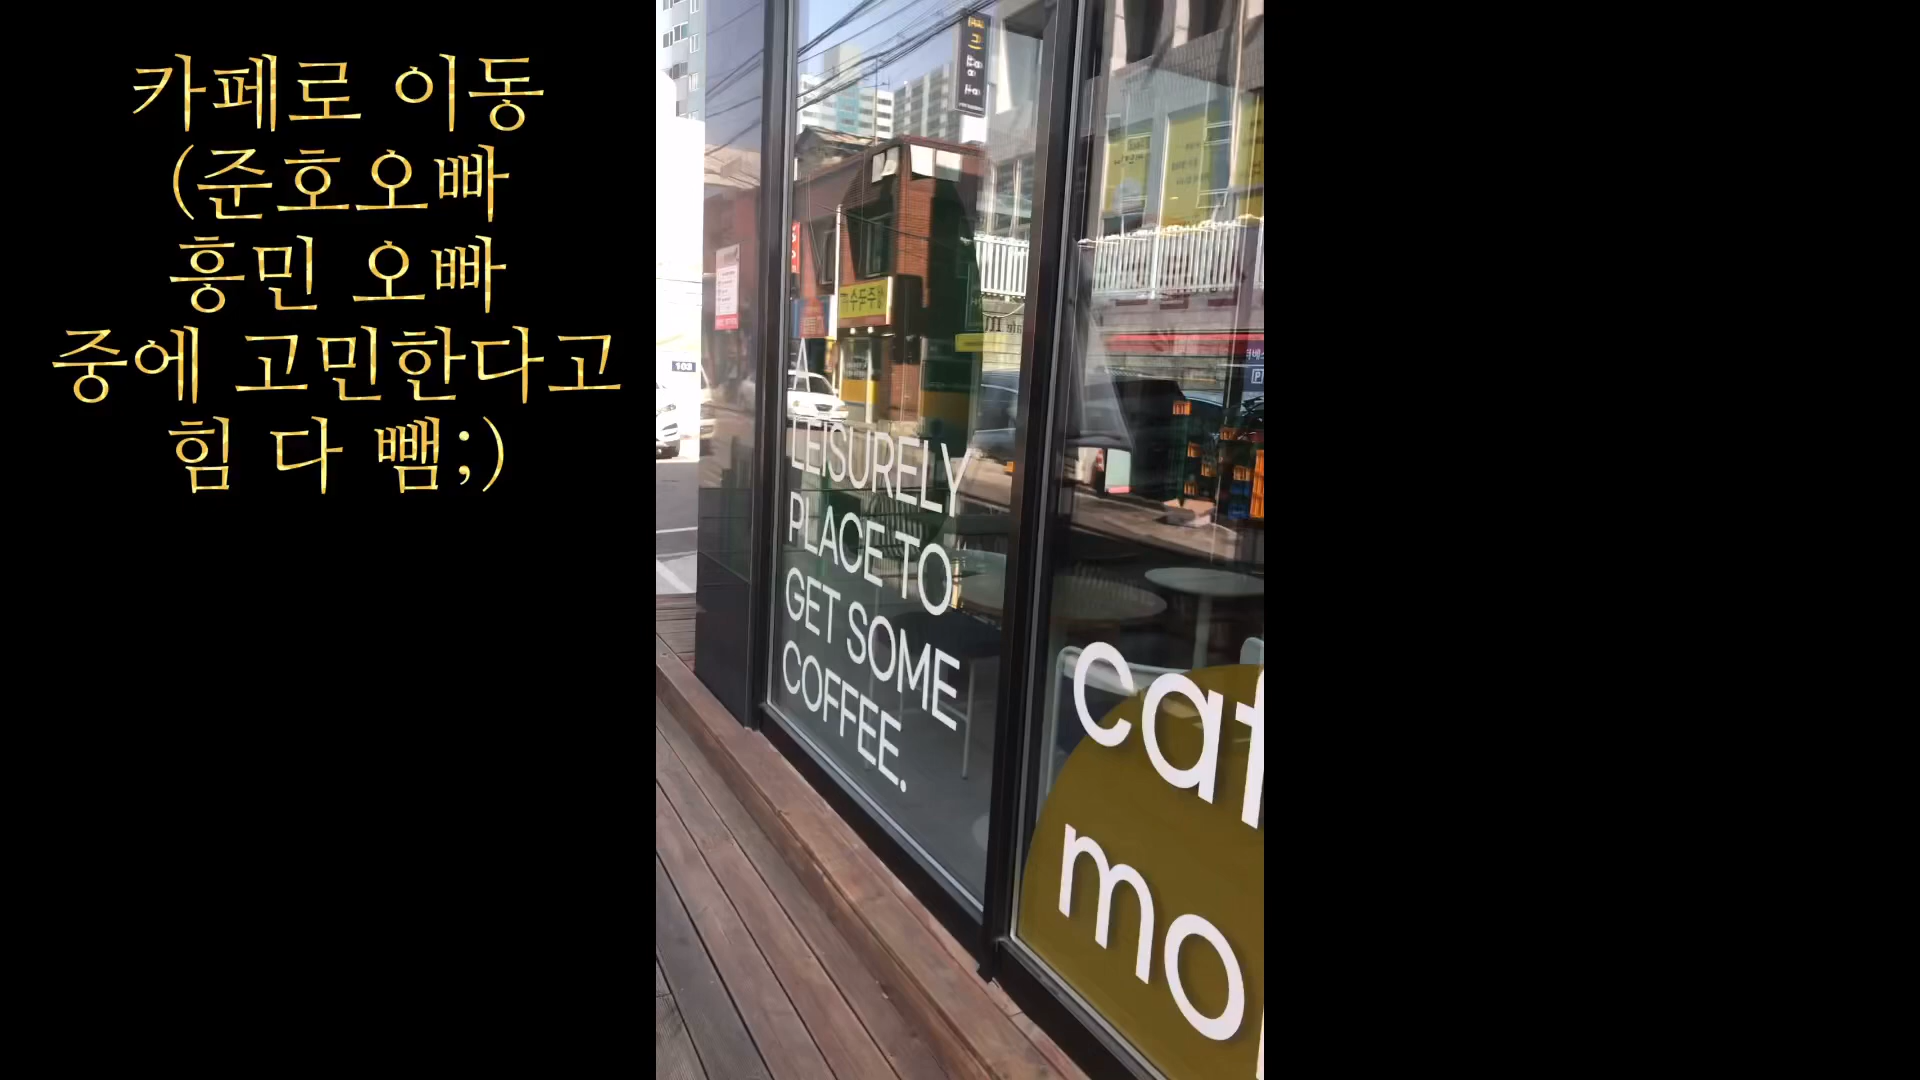 카페로 이동
(준호오빠
흥민 오빠
중에 고민한다고
힘 다 뺌;)
103
A
LEISURELY
PLACE TO
GET SOME
COFFEE.
caf
mo